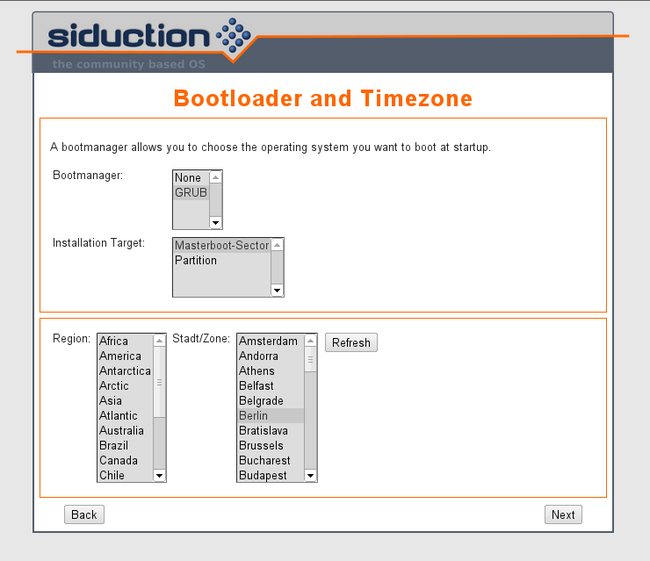 siduction
the community based OS
Bootloader and Timezone
A bootmanager allows you to choose the operating system you want to boot at startup.
Bootmanager:
None
GRUB
Installation Target:
Masterboot-Sector
Partition
Region:
Africa
America
Antarctica
Arctic
Asia
Atlantic
Australia
Brazil
Canada
Chile
Stadt/Zone:
Amsterdam
Andorra
Athens
Belfast
Belgrade
Berlin
Bratislava
Brussels
Bucharest
Budapest
Refresh
Back
Next